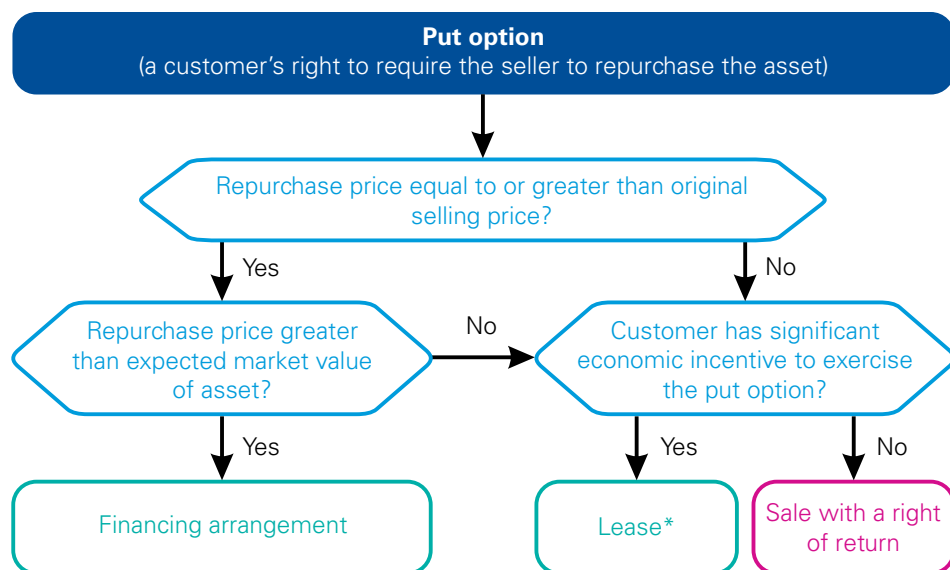 Put option
(a customer's right to require the seller to repurchase the asset)
Repurchase price equal to or greater than original
selling price?
Yes
No
Repurchase price greater
than expected market value
of asset?
No
Customer has significant
economic incentive to exercise
the put option?
Yes
Yes
No
Financing arrangement
Lease*
Sale with a right
of return